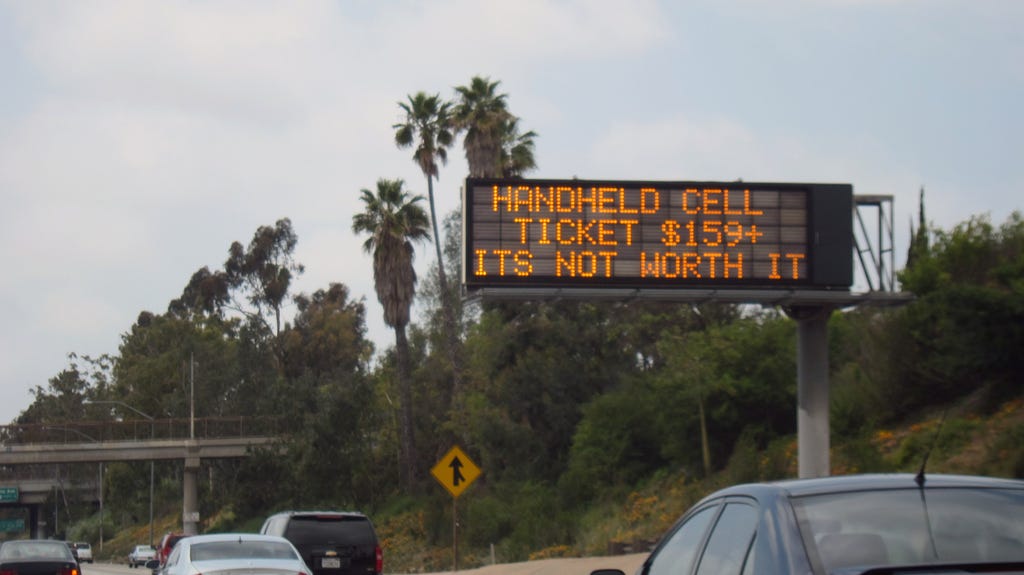 HANDHELD CELL
TICKET $159+
ITS NOT WORTH IT